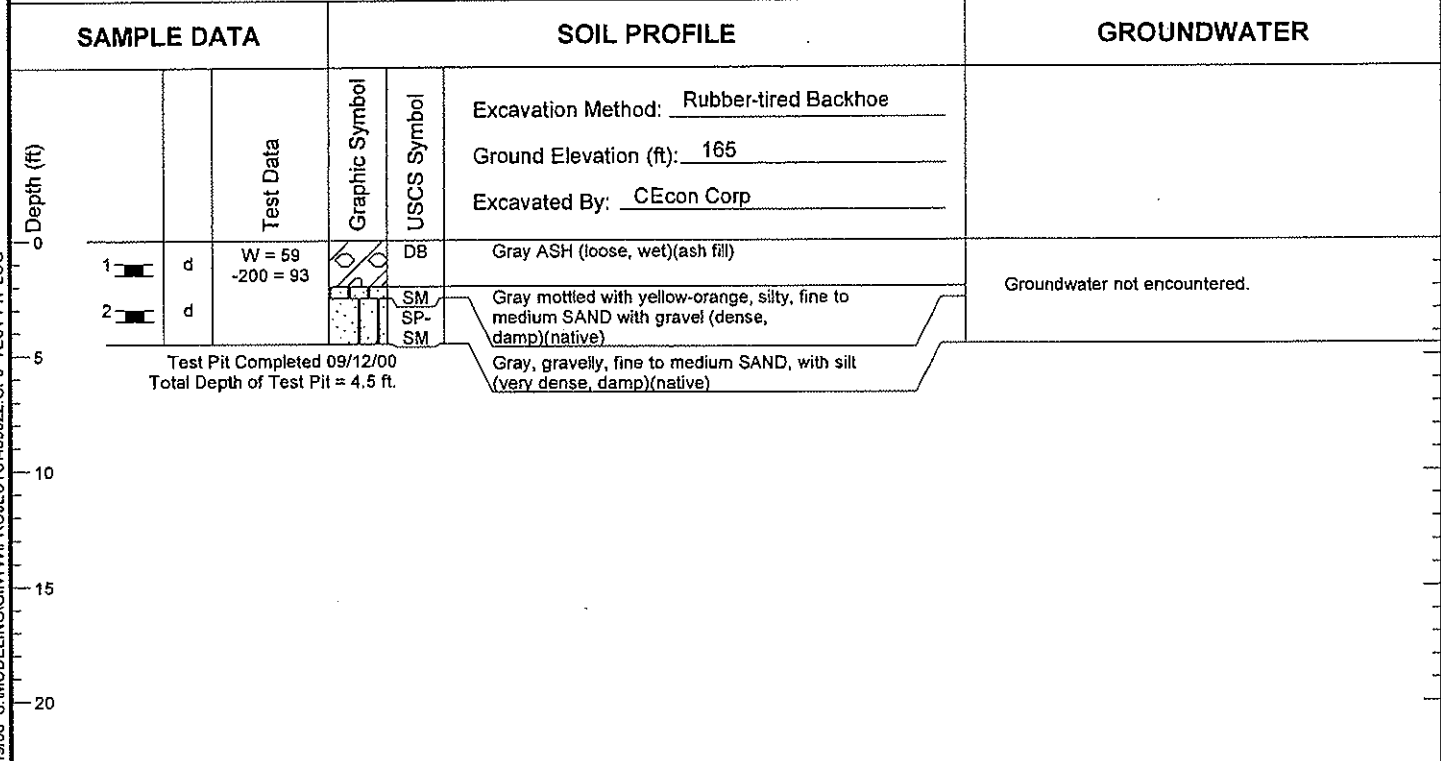 SAMPLE DATA
SOIL PROFILE
GROUNDWATER
Depth (ft)
Test Data
Graphic Symbol
USCS Symbol
Excavation Method: Rubber-tired Backhoe
Ground Elevation (ft): 165
Excavated By: CEcon Corp
0
1
d
W = 59
-200 = 93
DB
Gray ASH (loose, wet)(ash fill)
Groundwater not encountered.
2
d
SM
Gray mottled with yellow-orange, silty, fine to
medium SAND with gravel (dense,
damp)(native)
SP-
SM
5
Test Pit Completed 09/12/00
Total Depth of Test Pit = 4.5 ft.
Gray, gravelly, fine to medium SAND, with silt
(very dense, damp)(native)
10
15
20